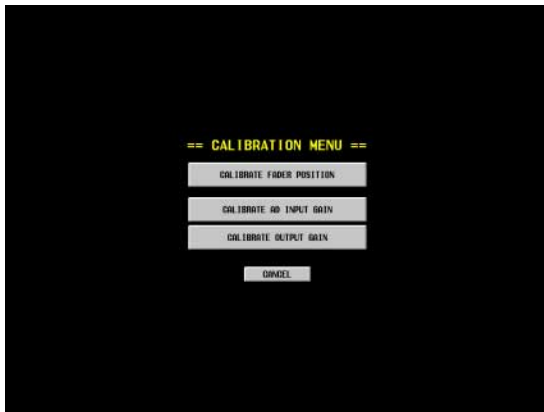 == CALIBRATION MENU ==
CALIBRATE FADER POSITION
CALIBRATE AD INPUT GAIN
CALIBRATE OUTPUT GAIN
CANCEL